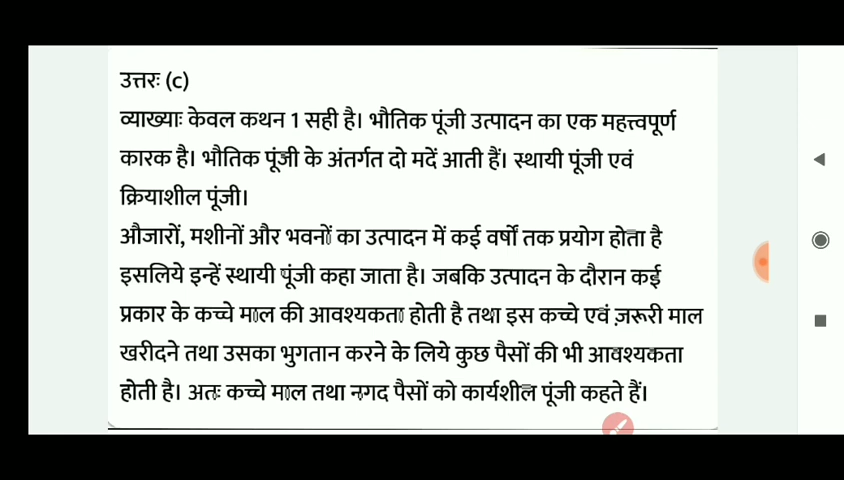 उत्तरः (c)
व्याख्याः केवल कथन 1 सही है। भौतिक पूंजी उत्पादन का एक महत्त्वपूर्ण
कारक है। भौतिक पूंजी के अंतर्गत दो मदें आती हैं। स्थायी पूंजी एवं
क्रियाशील पूंजी।
औजारों, मशीनों और भवनों का उत्पादन में कई वर्षों तक प्रयोग होता है
इसलिये इन्हें स्थायी पूंजी कहा जाता है। जबकि उत्पादन के दौरान कई
प्रकार के कच्चे माल की आवश्यकता होती है तथा इस कच्चे एवं ज़रूरी माल
खरीदने तथा उसका भुगतान करने के लिये कुछ पैसों की भी आवश्यकता
होती है। अतः कच्चे माल तथा नगद पैसों को कार्यशील पूंजी कहते हैं।